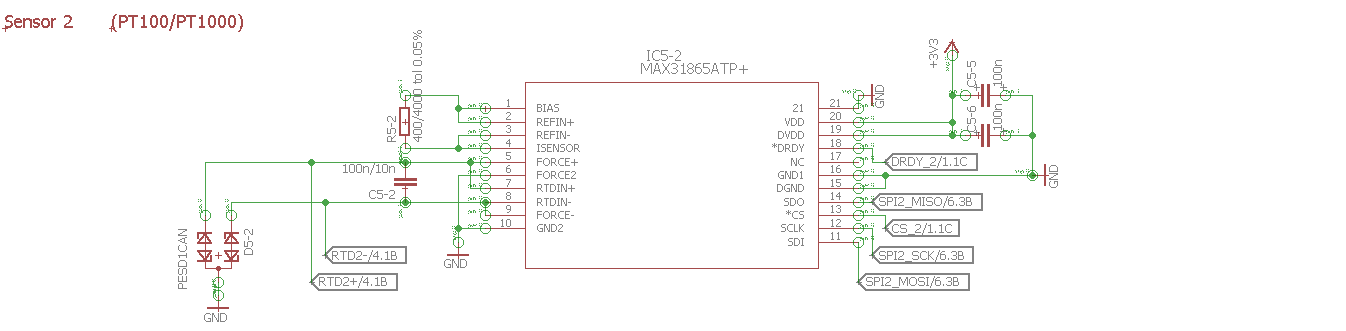 Sensor 2 (PT100/PT1000)
IC5-2
MAX31865ATP+
+3V3
C5-5
100n
C5-6
100n
GND
GND
R5-2
400/4000 tol 0.05%
100n/10n
C5-2
1 BIAS
2 REFIN+
3 REFIN-
4 ISENSOR
5 FORCE+
6 FORCE2
7 RTDIN+
8 RTDIN-
9 FORCE-
10 GND2
21 21
VDD 20
DVDD 19
*DRDY 18
NC 17
GND1 16
DGND 15
SDO 14
*CS 13
SCLK 12
SDI 11
DRDY_2/1.1C
SPI2_MISO/6.3B
CS_2/1.1C
SPI2_SCK/6.3B
SPI2_MOSI/6.3B
PESD1CAN
D5-2
RTD2-/4.1B
RTD2+/4.1B
GND
GND